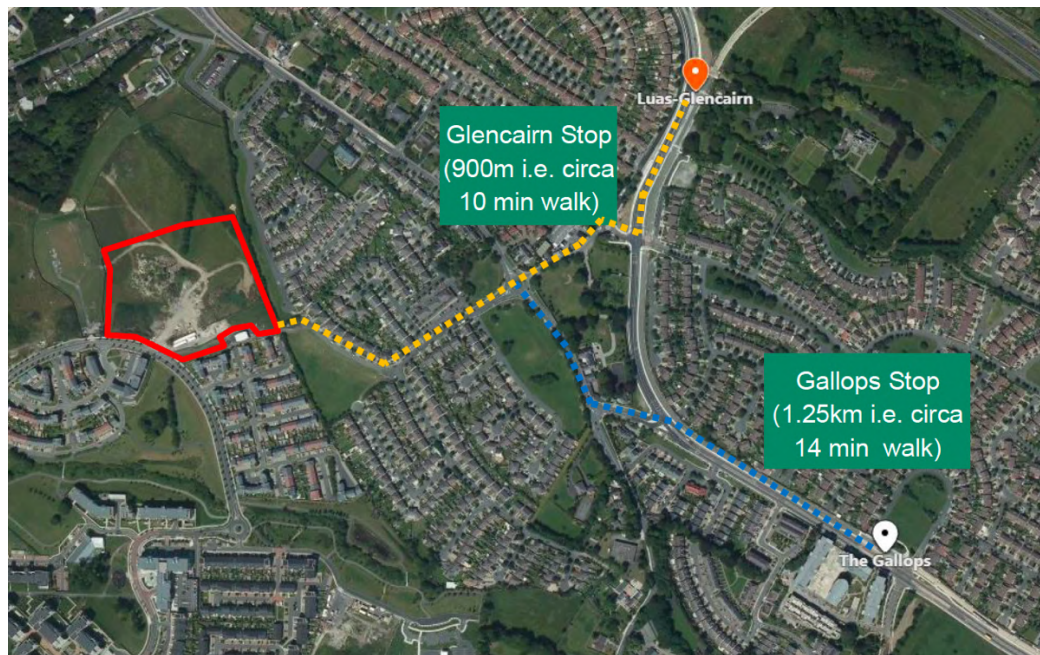 Luas-Glencairn
Glencairn Stop
(900m i.e. circa
10 min walk)
Gallops Stop
(1.25km i.e. circa
14 min walk)
The Gallops